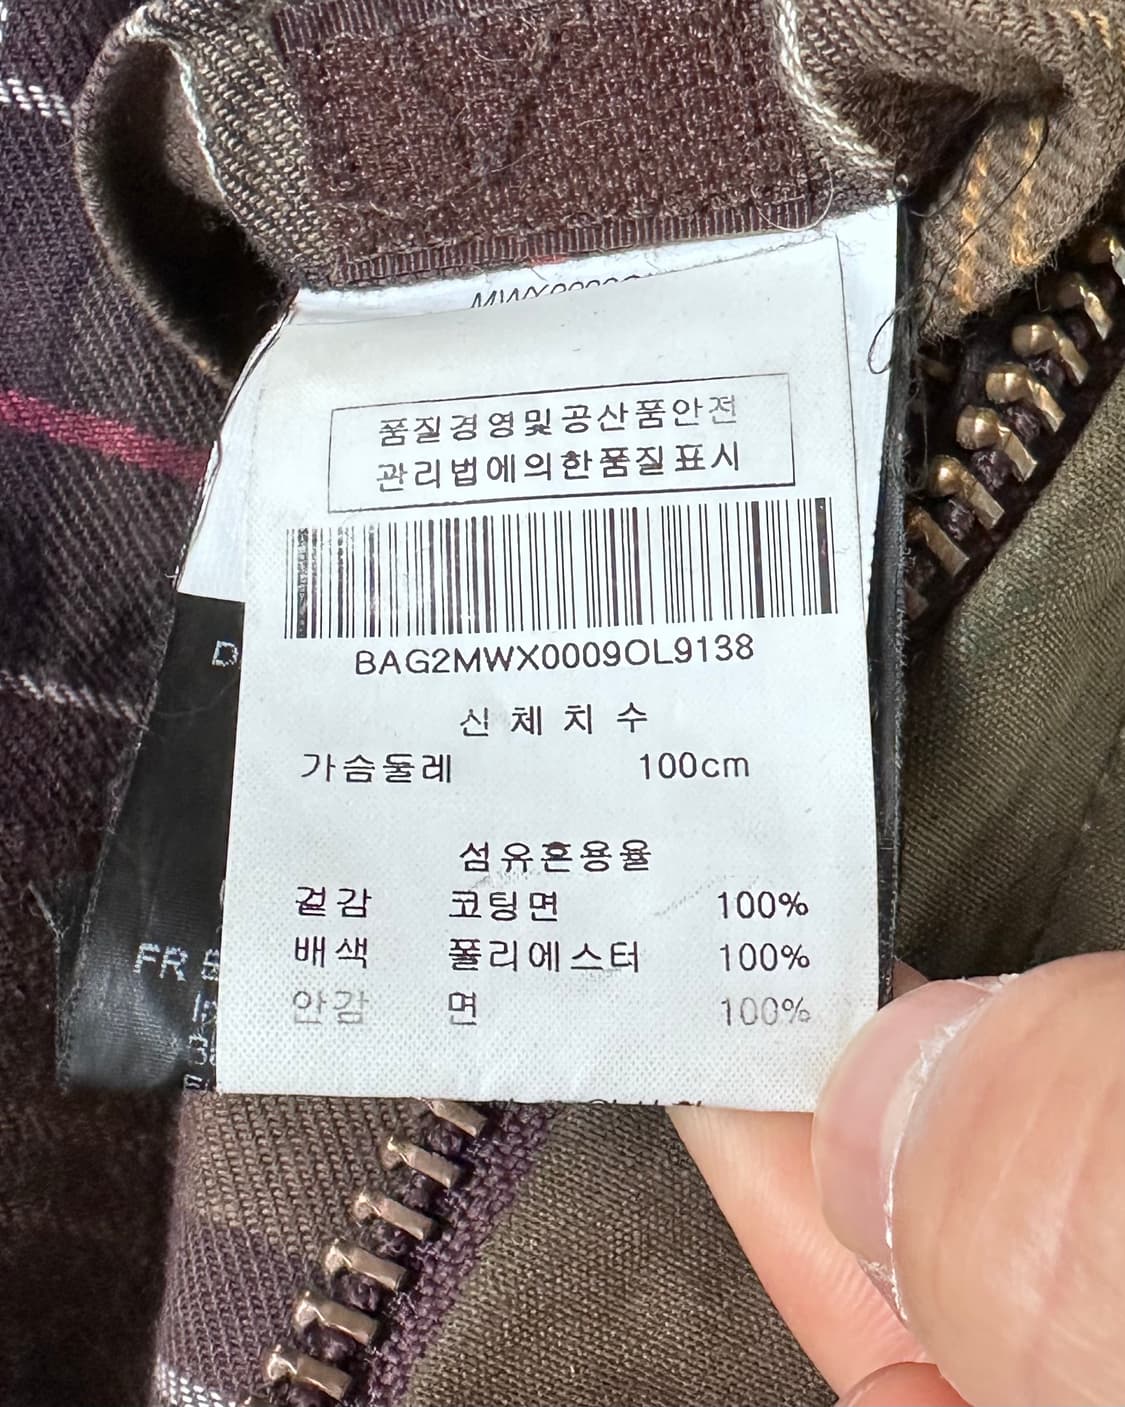 품질경영및공산품안전
관리법에의한품질표시
BAG2MWX0009OL9138
신체치수
가슴둘레 100cm
섬유혼용율
겉감 코팅면 100%
배색 폴리에스터 100%
안감 면 100%
D
FR